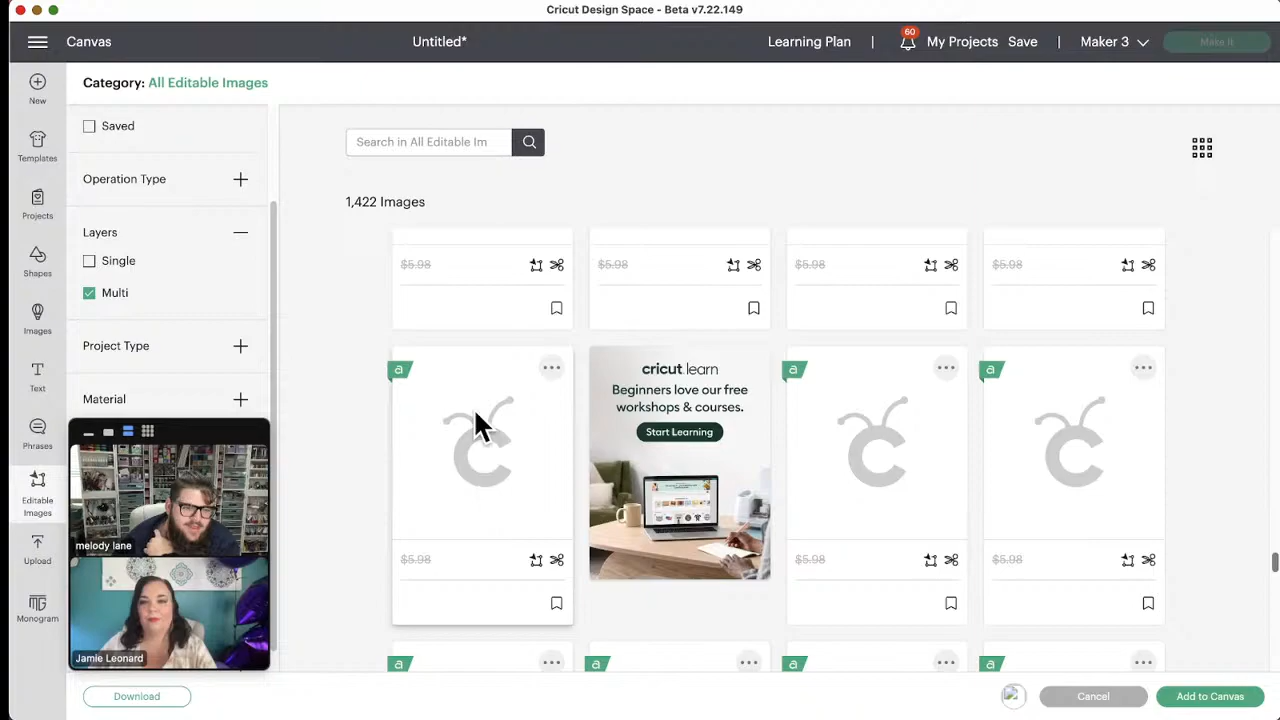 Cricut Design Space - Beta v7.22.149
Canvas
Untitled*
Learning Plan | 60 My Projects Save | Maker 3 Make It
New
Templates
Projects
Shapes
Images
Text
Phrases
Editable
Images
Upload
Monogram
Category: All Editable Images
Saved
Operation Type
Layers
Single
Multi
Project Type
Material
melody lane
Jamie Leonard
Search in All Editable Im
1,422 Images
$5.98 $5.98 $5.98 $5.98
a
cricut learn
Beginners love our free
workshops & courses.
Start Learning
a a
$5.98 $5.98 $5.98
a a a a
Download
Cancel
Add to Canvas